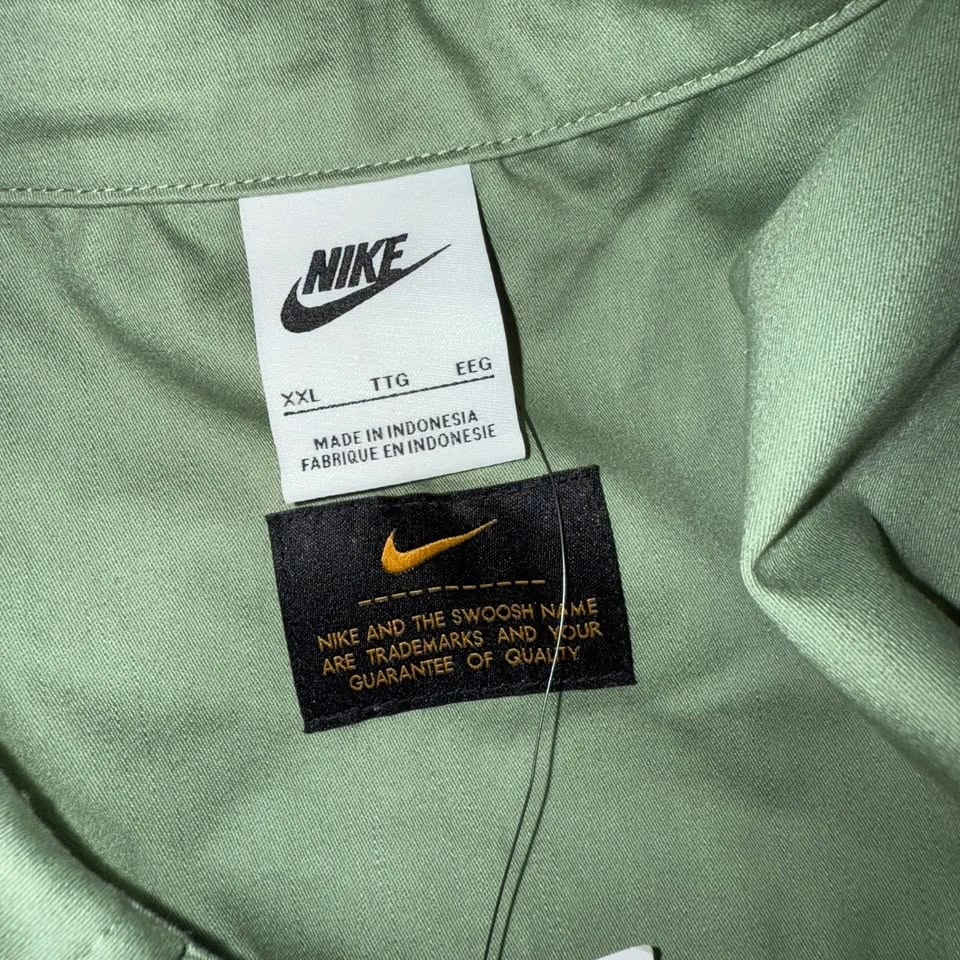 NIKE
XXL TTG EEG
MADE IN INDONESIA
FABRIQUE EN INDONESIE
NIKE AND THE SWOOSH NAME
ARE TRADEMARKS AND YOUR
GUARANTEE OF QUALITY